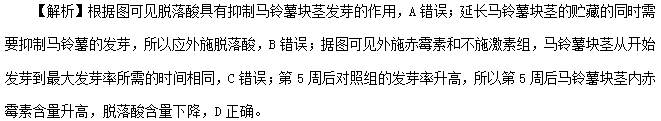 【解析】根据图可见脱落酸具有抑制马铃薯块茎发芽的作用，A 错误；延长马铃薯块茎的贮藏的同时需
要抑制马铃薯的发芽，所以应外施脱落酸，B 错误；据图可见外施赤霉素和不施激素组，马铃薯块茎从开始
发芽到最大发芽率所需的时间相同，C 错误；第 5 周后对照组的发芽率升高，所以第 5 周后马铃薯块茎内赤
霉素含量升高，脱落酸含量下降，D 正确。